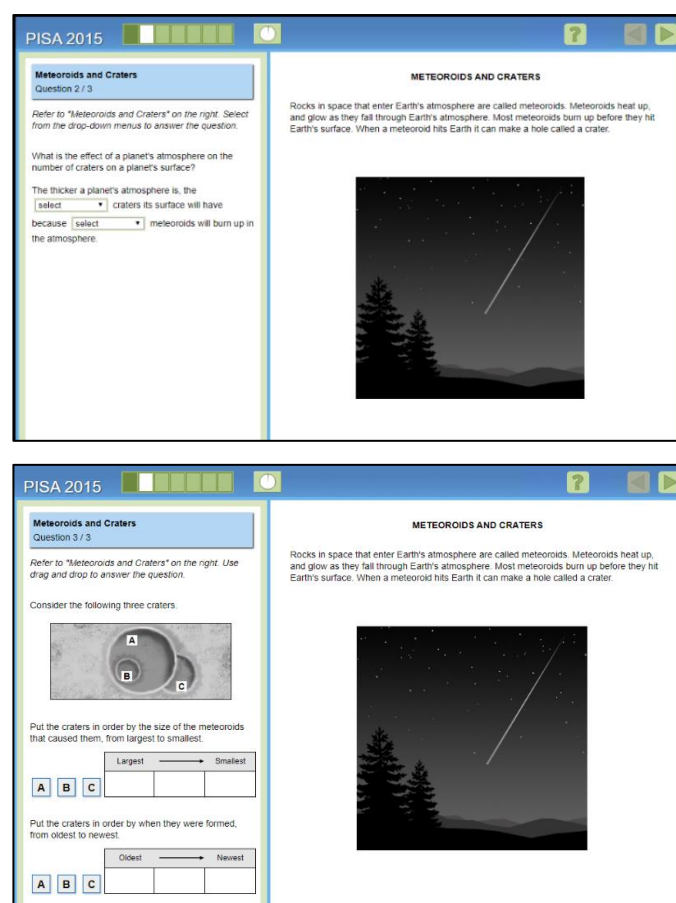 PISA 2015
?
Meteoroids and Craters
Question 2 / 3
Refer to "Meteoroids and Craters" on the right. Select
from the drop-down menus to answer the question.
What is the effect of a planet's atmosphere on the
number of craters on a planet's surface?
The thicker a planet's atmosphere is, the
select craters its surface will have
because select meteoroids will burn up in
the atmosphere.
METEOROIDS AND CRATERS
Rocks in space that enter Earth's atmosphere are called meteoroids. Meteoroids heat up,
and glow as they fall through Earth's atmosphere. Most meteoroids burn up before they hit
Earth's surface. When a meteoroid hits Earth it can make a hole called a crater.
PISA 2015
?
Meteoroids and Craters
Question 3 / 3
Refer to "Meteoroids and Craters" on the right. Use
drag and drop to answer the question.
Consider the following three craters.
A
B
C
Put the craters in order by the size of the meteoroids
that caused them, from largest to smallest.
Largest Smallest
A B C
Put the craters in order by when they were formed,
from oldest to newest.
Oldest Newest
A B C
METEOROIDS AND CRATERS
Rocks in space that enter Earth's atmosphere are called meteoroids. Meteoroids heat up,
and glow as they fall through Earth's atmosphere. Most meteoroids burn up before they hit
Earth's surface. When a meteoroid hits Earth it can make a hole called a crater.